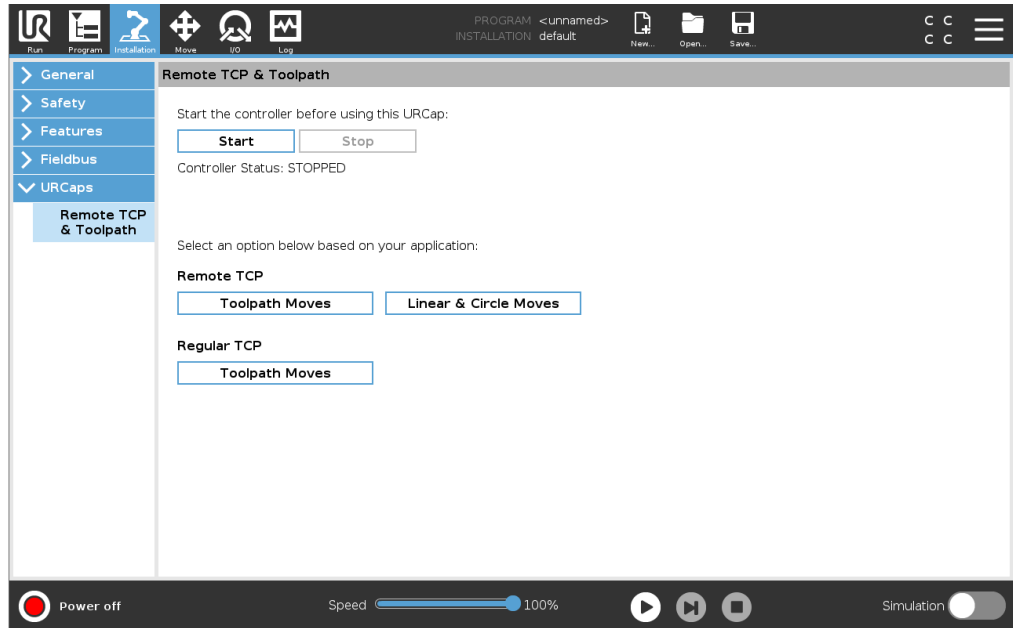 PROGRAM <unnamed>
INSTALLATION default
C C
C C
UR
Run Program Installation Move I/O Log New... Open... Save...
General
Safety
Features
Fieldbus
URCaps
Remote TCP
& Toolpath
Remote TCP & Toolpath
Start the controller before using this URCap:
Start Stop
Controller Status: STOPPED
Select an option below based on your application:
Remote TCP
Toolpath Moves Linear & Circle Moves
Regular TCP
Toolpath Moves
Power off Speed 100% Simulation